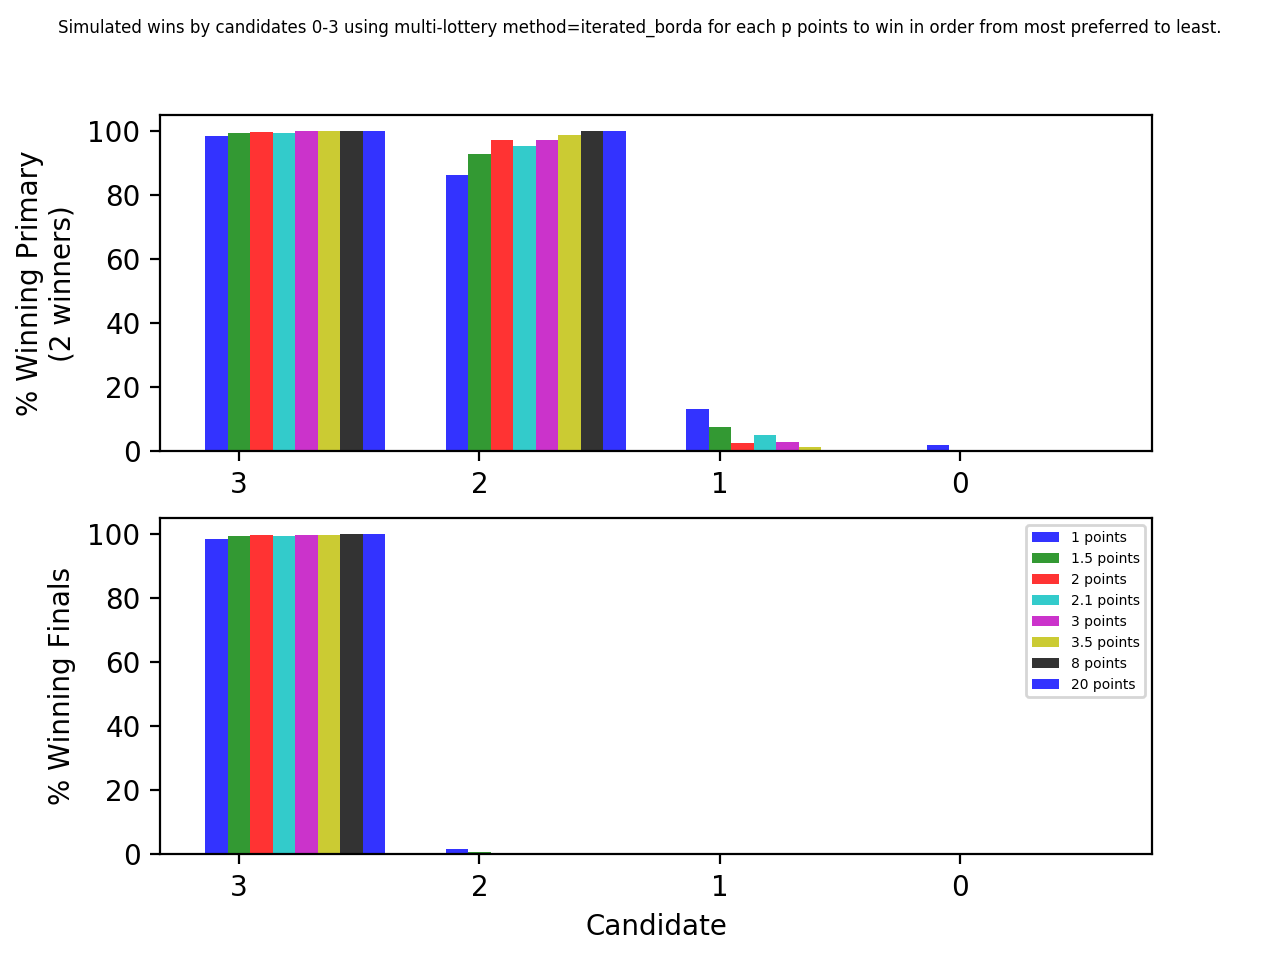 Simulated wins by candidates 0-3 using multi-lottery method=iterated_borda for each p points to win in order from most preferred to least.
% Winning Primary
(2 winners)
100
80
60
40
20
0
3 2 1 0
% Winning Finals
100
80
60
40
20
0
1 points
1.5 points
2 points
2.1 points
3 points
3.5 points
8 points
20 points
3 2 1 0
Candidate